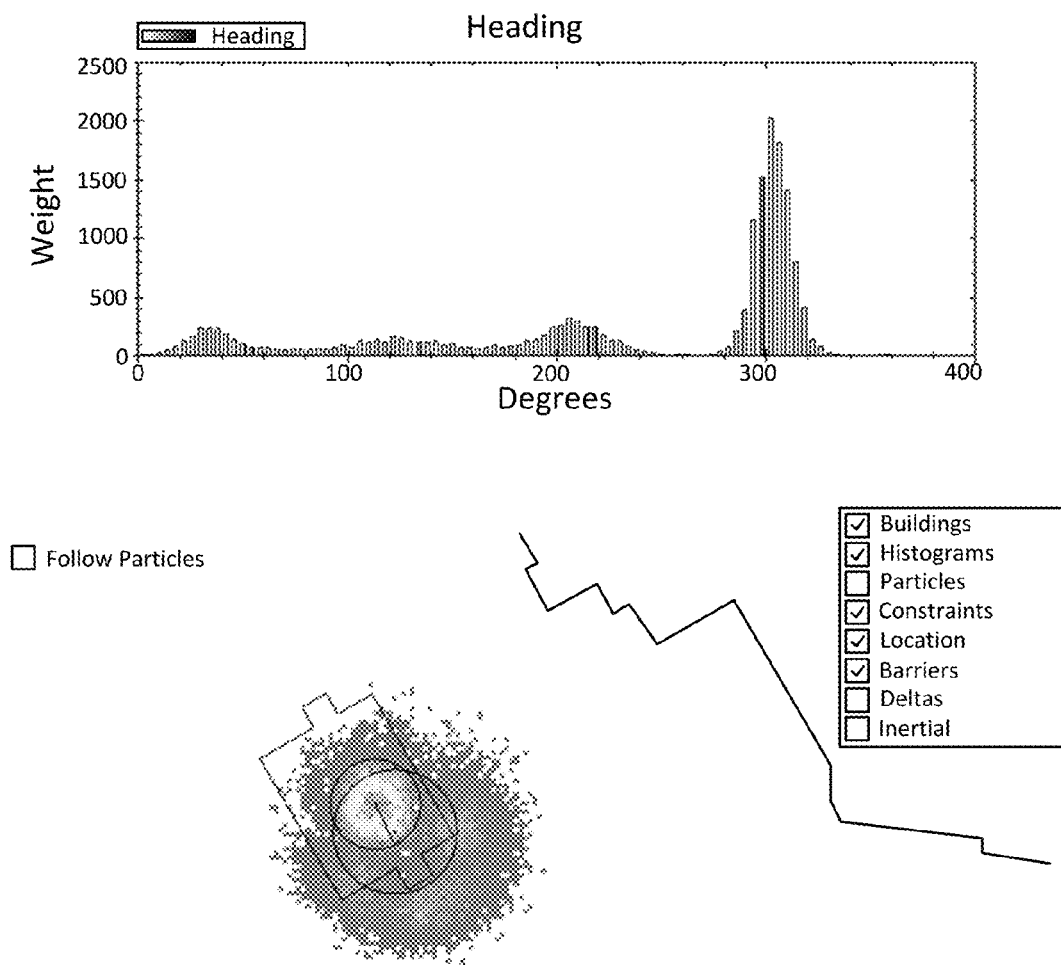 Heading
Heading
2500
2000
1500
1000
500
0
Weight
0 100 200 300 400
Degrees
Follow Particles
Buildings
Histograms
Particles
Constraints
Location
Barriers
Deltas
Inertial